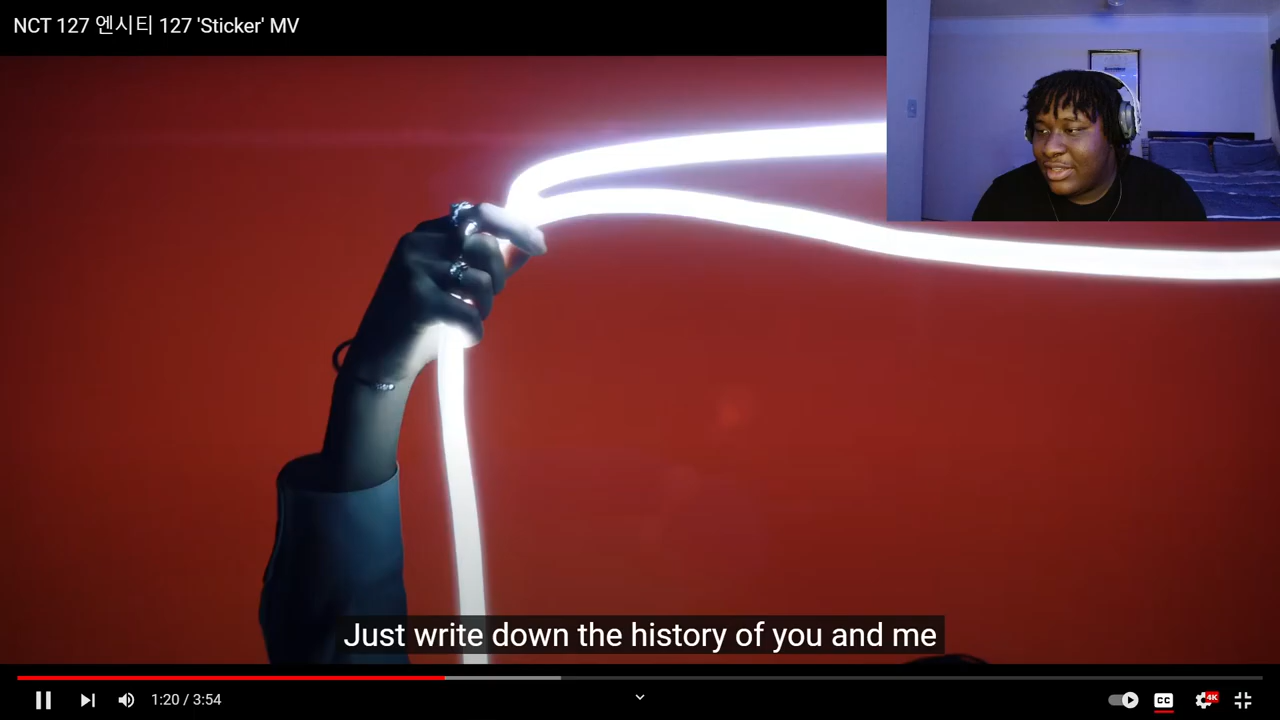 NCT 127 엔시티 127 'Sticker' MV
Just write down the history of you and me
1:20 / 3:54
CC
4K